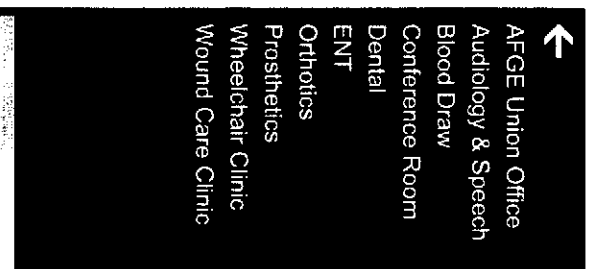 AFGE Union Office
Audiology & Speech
Blood Draw
Conference Room
Dental
ENT
Orthotics
Prosthetics
Wheelchair Clinic
Wound Care Clinic